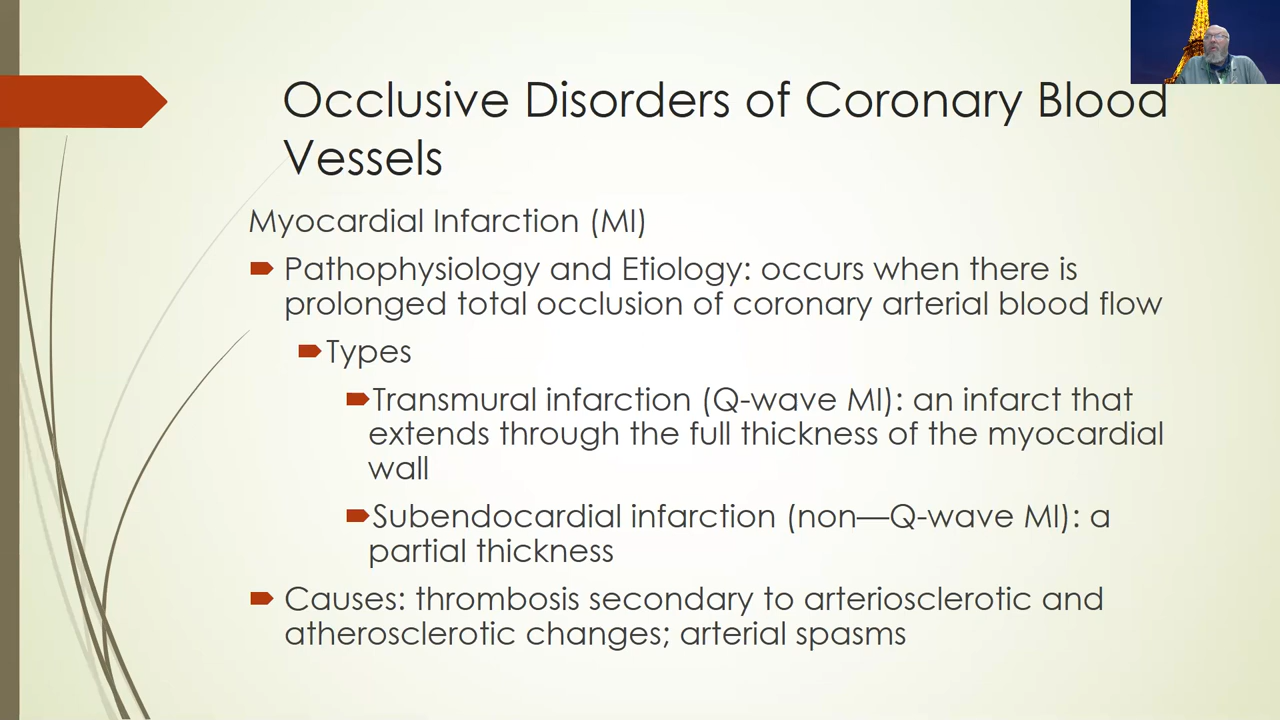 Occlusive Disorders of Coronary Blood
Vessels
Myocardial Infarction (MI)
Pathophysiology and Etiology: occurs when there is
prolonged total occlusion of coronary arterial blood flow
Types
Transmural infarction (Q-wave MI): an infarct that
extends through the full thickness of the myocardial
wall
Subendocardial infarction (non—Q-wave MI): a
partial thickness
Causes: thrombosis secondary to arteriosclerotic and
atherosclerotic changes; arterial spasms